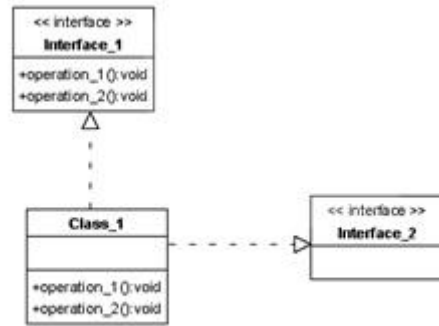 << interface >>
Interface_1
+operation_1():void
+operation_2():void
Class_1
+operation_1():void
+operation_2():void
<< interface >>
Interface_2